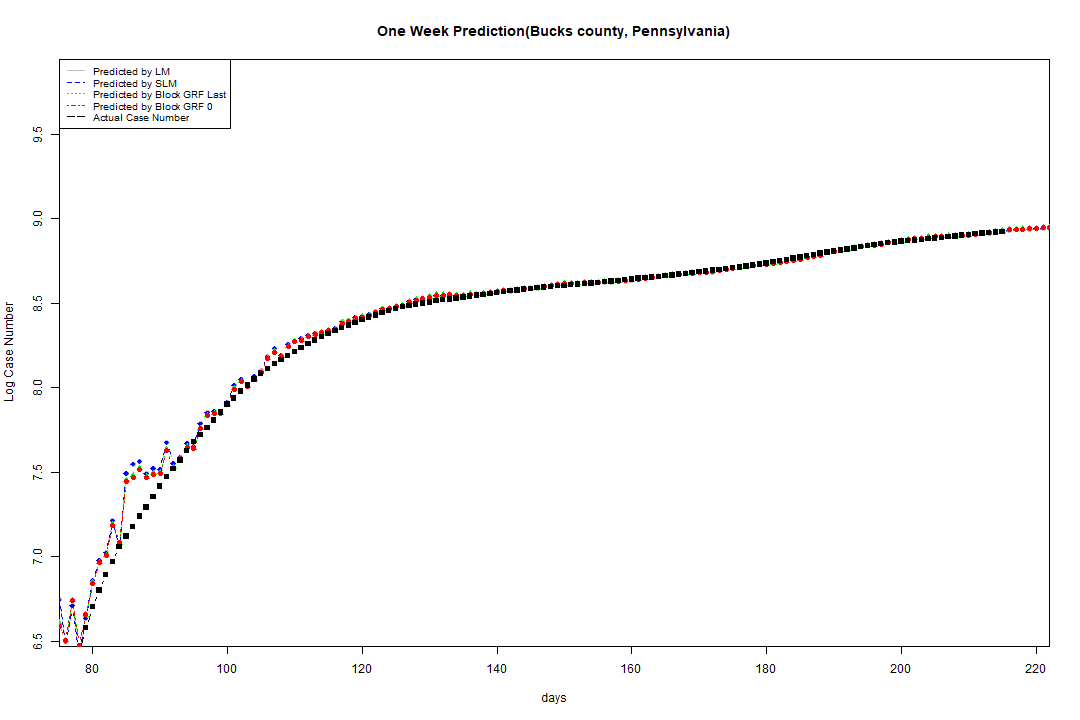 One Week Prediction(Bucks county, Pennsylvania)
Predicted by LM
Predicted by SLM
Predicted by Block GRF Last
Predicted by Block GRF 0
Actual Case Number
9.5
9.0
8.5
8.0
7.5
7.0
6.5
Log Case Number
80 100 120 140 160 180 200 220
days